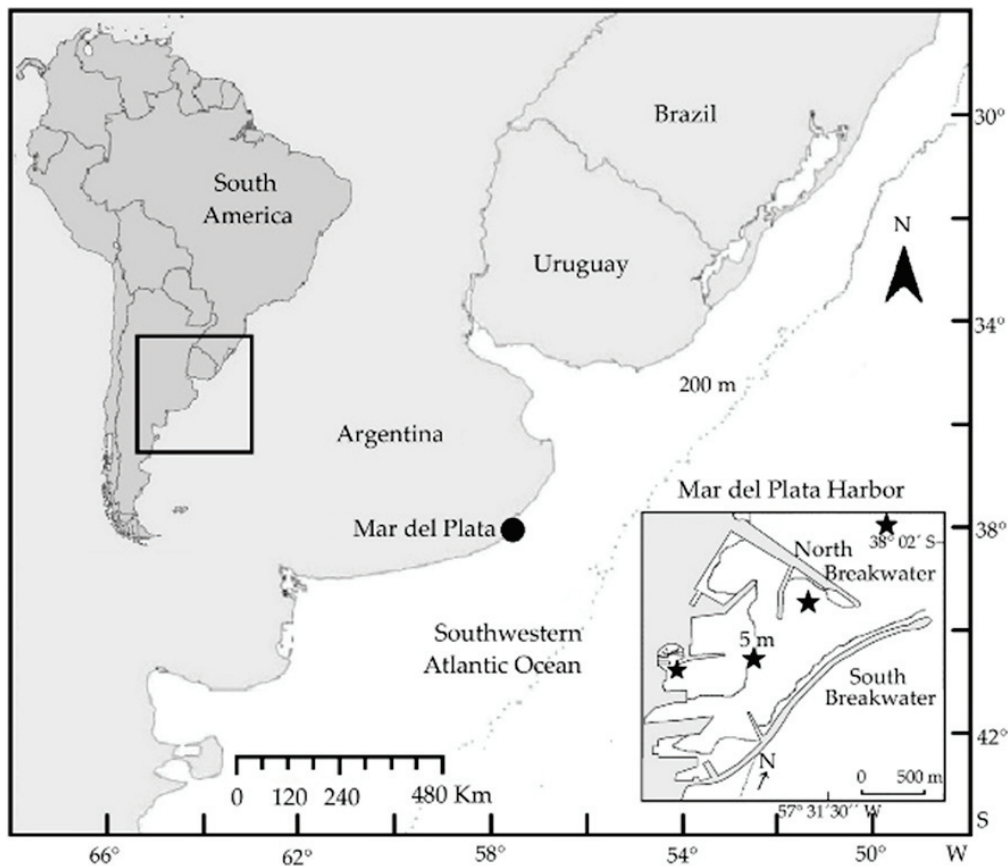 South
America
Brazil
Uruguay
Argentina
Mar del Plata
Southwestern
Atlantic Ocean
200 m
N
30°
34°
38°
42°
S
66°
62°
58°
54°
50°
W
0 120 240 480 Km
Mar del Plata Harbor
38° 02´ S
North
Breakwater
5 m
South
Breakwater
N
0 500 m
57° 31´30´´ W